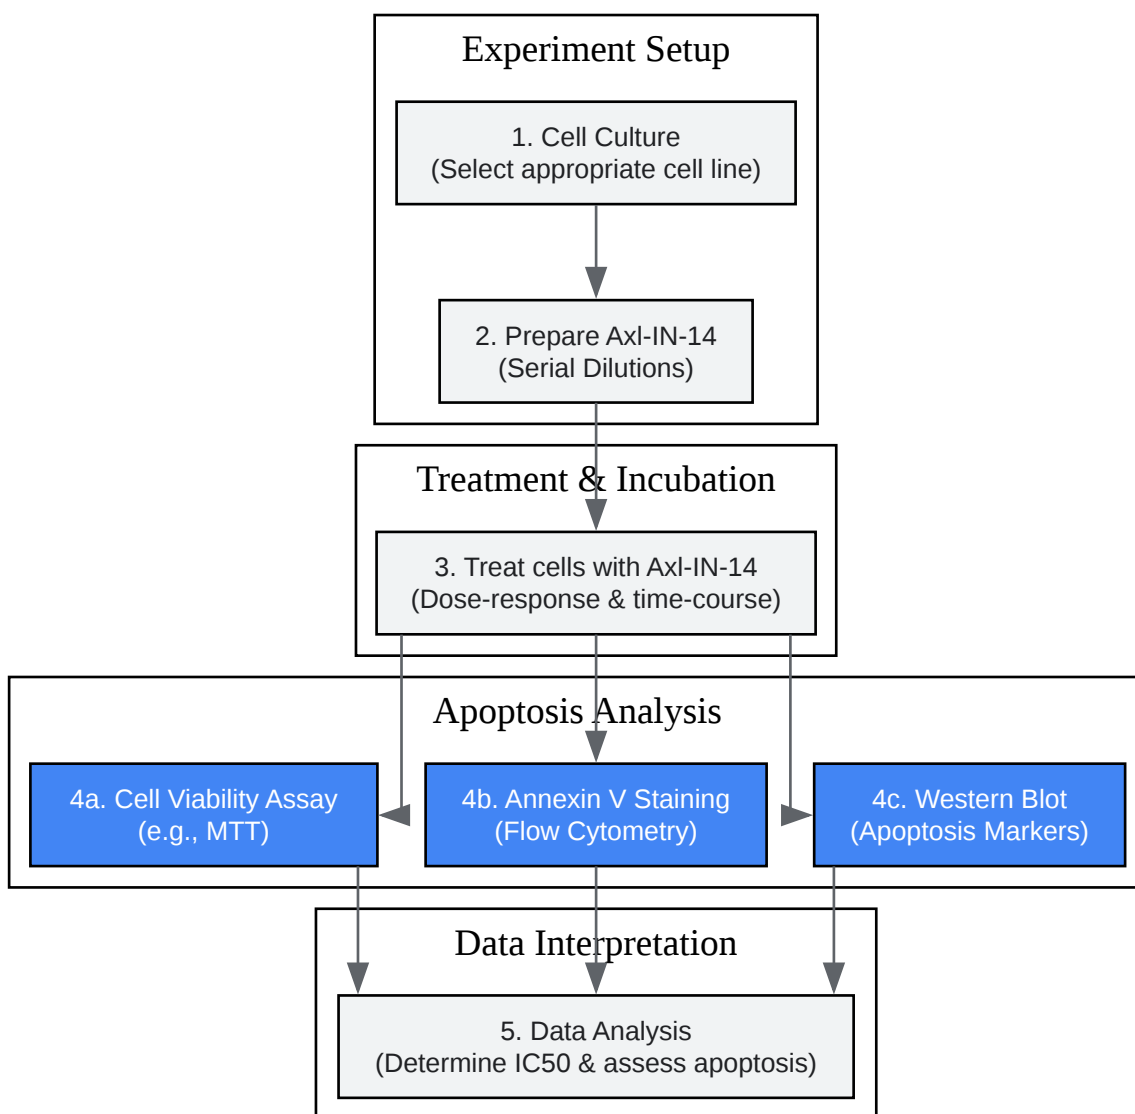 Experiment Setup
1. Cell Culture
(Select appropriate cell line)
2. Prepare Axl-IN-14
(Serial Dilutions)
Treatment & Incubation
3. Treat cells with Axl-IN-14
(Dose-response & time-course)
Apoptosis Analysis
4a. Cell Viability Assay
(e.g., MTT)
4b. Annexin V Staining
(Flow Cytometry)
4c. Western Blot
(Apoptosis Markers)
Data Interpretation
5. Data Analysis
(Determine IC50 & assess apoptosis)